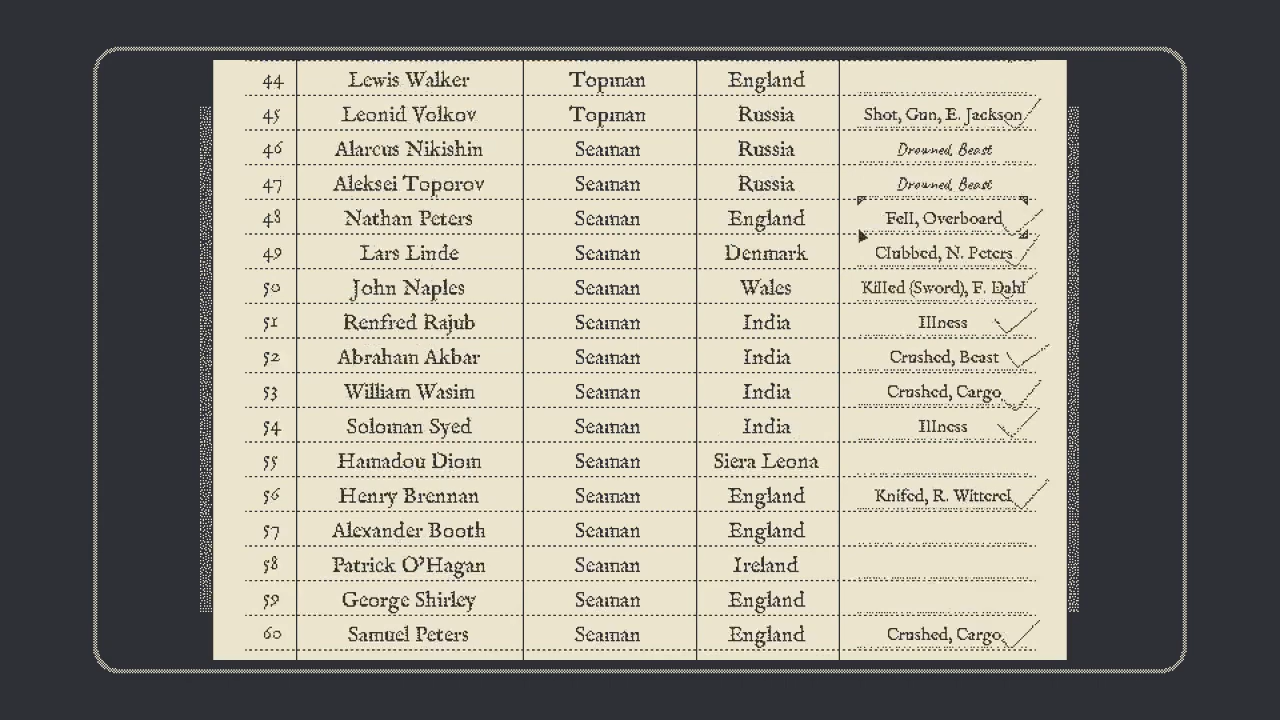 44 Lewis Walker Topman England
45 Leonid Volkov Topman Russia Shot, Gun, E. Jackson
46 Alarcus Nikishin Seaman Russia Drowned, Beast
47 Aleksei Toporov Seaman Russia Drowned, Beast
48 Nathan Peters Seaman England Fell, Overboard
49 Lars Linde Seaman Denmark Clubbed, N. Peters
50 John Naples Seaman Wales Killed (Sword), F. Dahl
51 Renfred Rajub Seaman India Illness
52 Abraham Akbar Seaman India Crushed, Beast
53 William Wasim Seaman India Crushed, Cargo
54 Soloman Syed Seaman India Illness
55 Hamadou Diom Seaman Siera Leona
56 Henry Brennan Seaman England Knifed, R. Witterel
57 Alexander Booth Seaman England
58 Patrick O'Hagan Seaman Ireland
59 George Shirley Seaman England
60 Samuel Peters Seaman England Crushed, Cargo